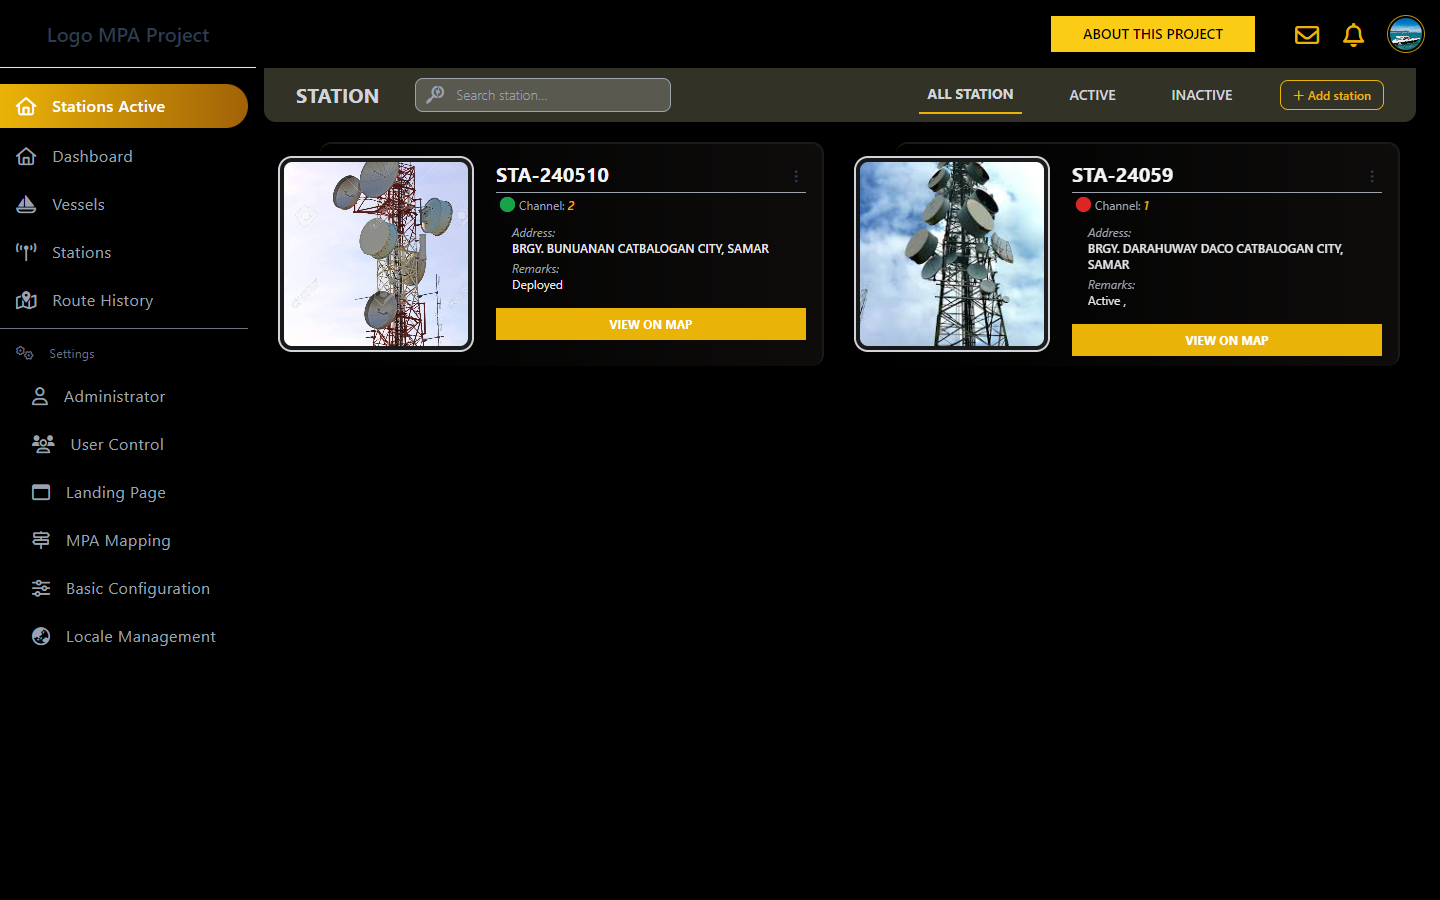 Logo MPA Project
ABOUT THIS PROJECT
Stations Active
Dashboard
Vessels
Stations
Route History
Settings
Administrator
User Control
Landing Page
MPA Mapping
Basic Configuration
Locale Management
STATION
Search station...
ALL STATION
ACTIVE
INACTIVE
+ Add station
STA-240510
Channel: 2
Address:
BRGY. BUNUANAN CATBALOGAN CITY, SAMAR
Remarks:
Deployed
VIEW ON MAP
STA-24059
Channel: 1
Address:
BRGY. DARAHUWAY DACO CATBALOGAN CITY,
SAMAR
Remarks:
Active ,
VIEW ON MAP